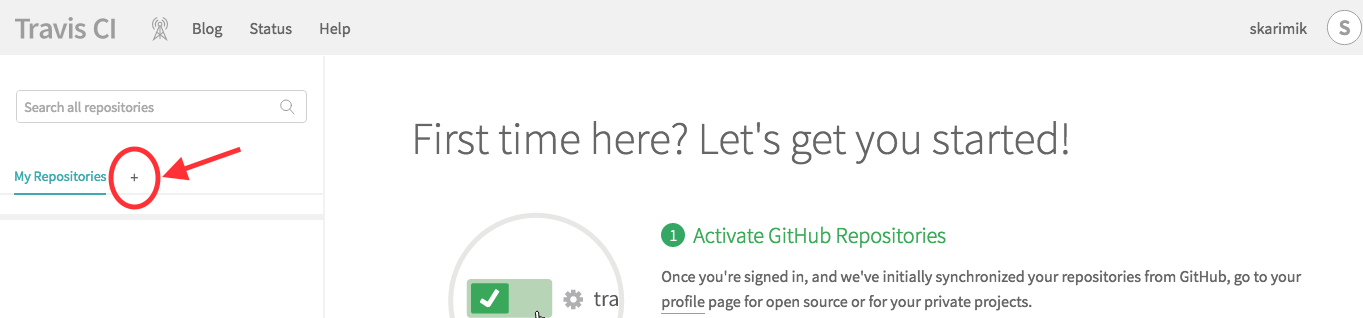 Travis CI
Blog
Status
Help
skarimik
S
Search all repositories
My Repositories +
First time here? Let's get you started!
1 Activate GitHub Repositories
Once you're signed in, and we've initially synchronized your repositories from GitHub, go to your
profile page for open source or for your private projects.
tra